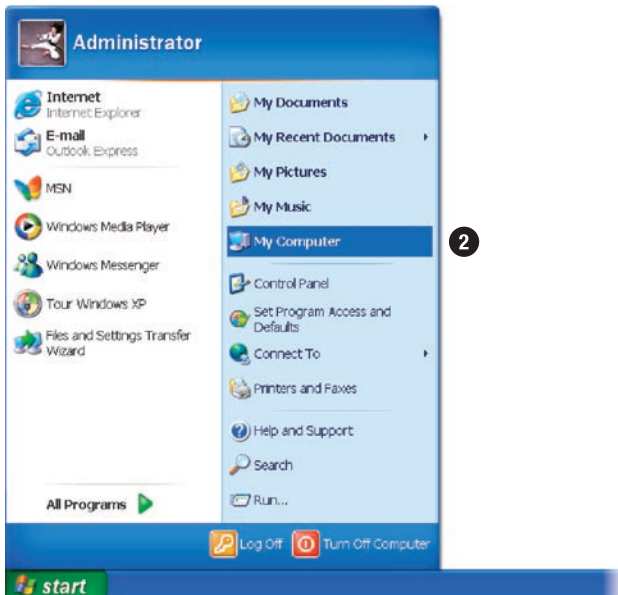 Administrator
Internet
Internet Explorer
E-mail
Outlook Express
MSN
Windows Media Player
Windows Messenger
Tour Windows XP
Files and Settings Transfer
Wizard
All Programs
My Documents
My Recent Documents
My Pictures
My Music
My Computer
2
Control Panel
Set Program Access and
Defaults
Connect To
Printers and Faxes
Help and Support
Search
Run...
Log Off
Turn Off Computer
start